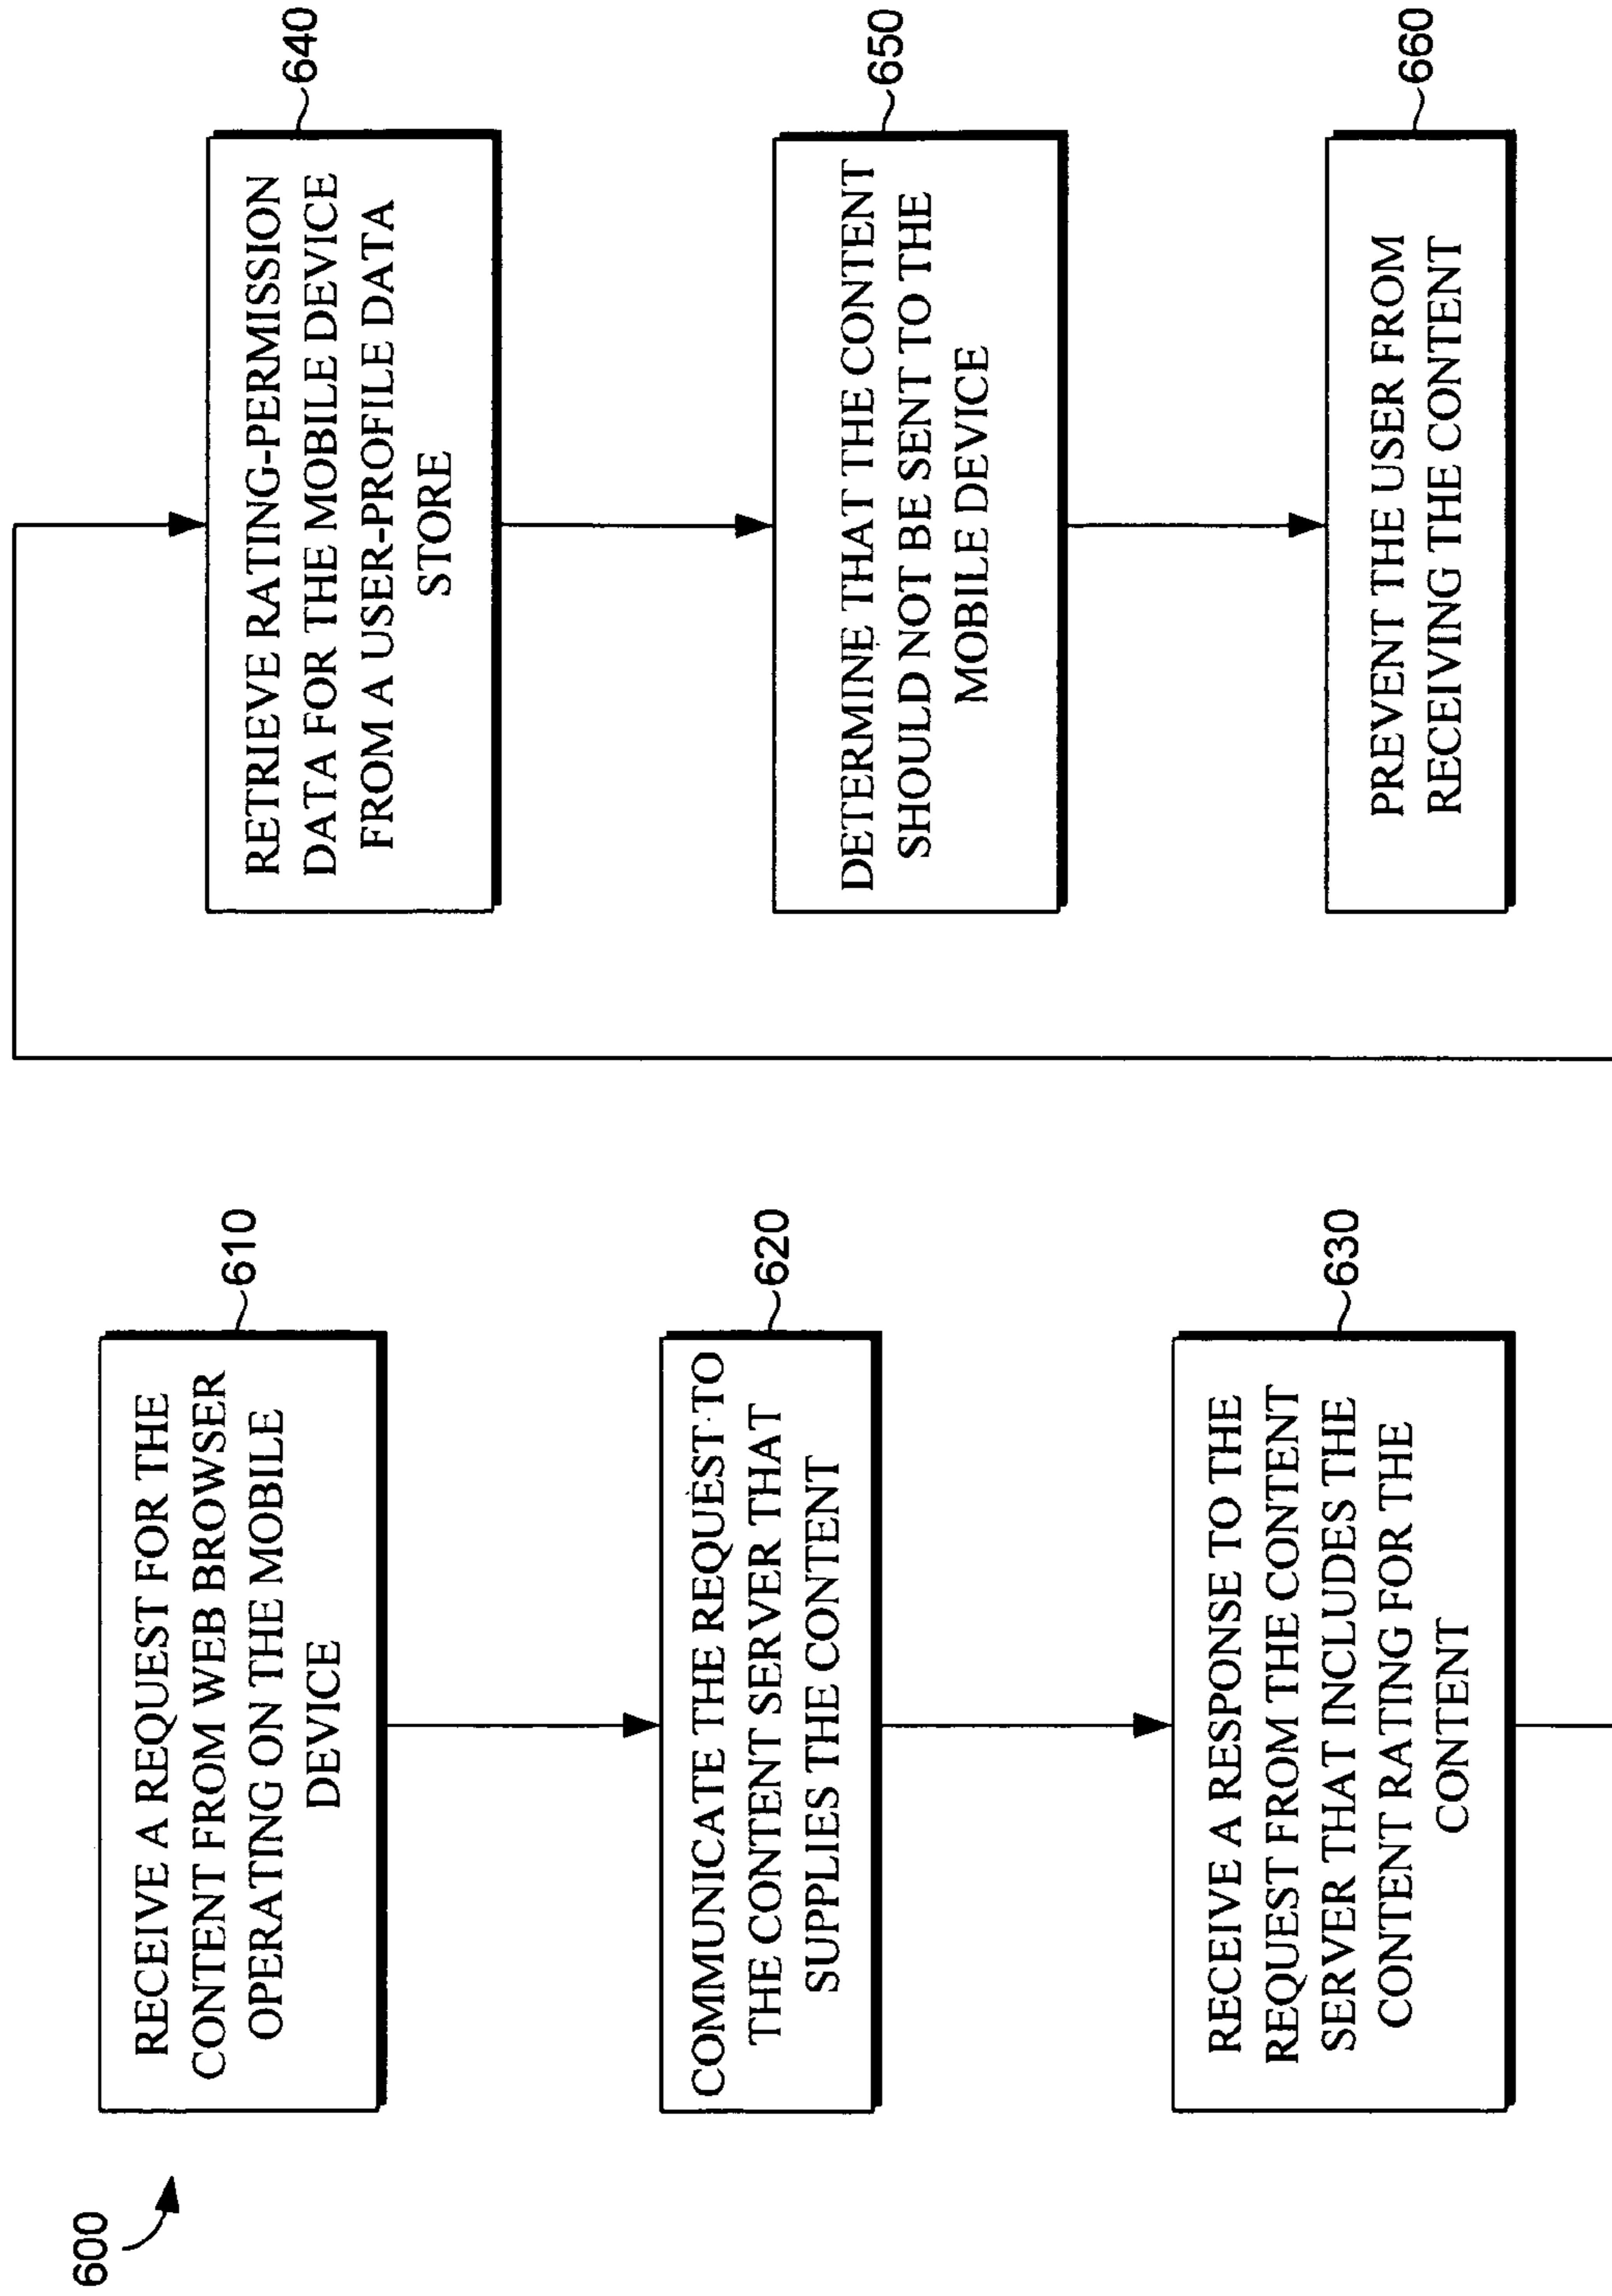 600
RECEIVE A REQUEST FOR THE
CONTENT FROM WEB BROWSER
OPERATING ON THE MOBILE
DEVICE
610
COMMUNICATE THE REQUEST TO
THE CONTENT SERVER THAT
SUPPLIES THE CONTENT
620
RECEIVE A RESPONSE TO THE
REQUEST FROM THE CONTENT
SERVER THAT INCLUDES THE
CONTENT RATING FOR THE
CONTENT
630
RETRIEVE RATING-PERMISSION
DATA FOR THE MOBILE DEVICE
FROM A USER-PROFILE DATA
STORE
640
DETERMINE THAT THE CONTENT
SHOULD NOT BE SENT TO THE
MOBILE DEVICE
650
PREVENT THE USER FROM
RECEIVING THE CONTENT
660